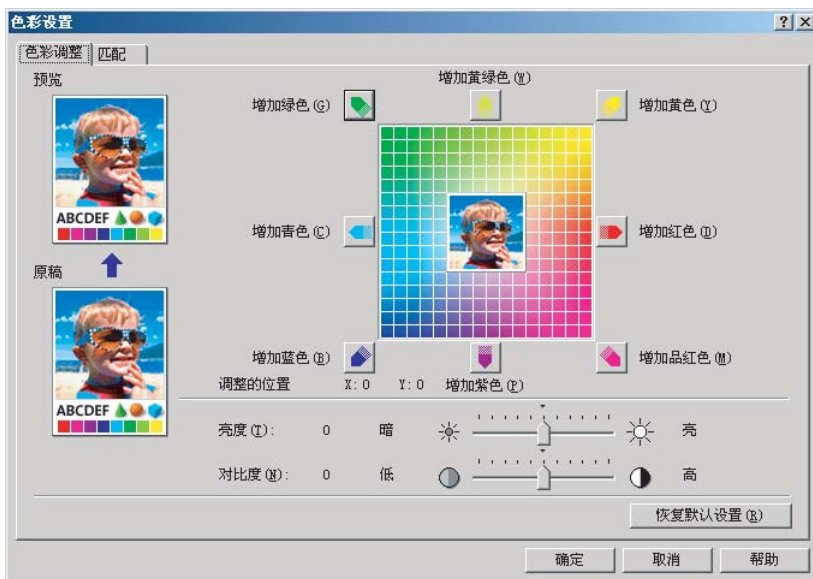 色彩设置
色彩调整 匹配
预览
增加黄绿色(W)
增加绿色(G) 增加黄色(Y)
ABCDEF
增加青色(C) 增加红色(D)
原稿
增加蓝色(B) 增加品红色(M)
调整的位置 X: 0 Y: 0 增加紫色(P)
ABCDEF
亮度(T): 0 暗 亮
对比度(N): 0 低 高
恢复默认设置(R)
确定 取消 帮助